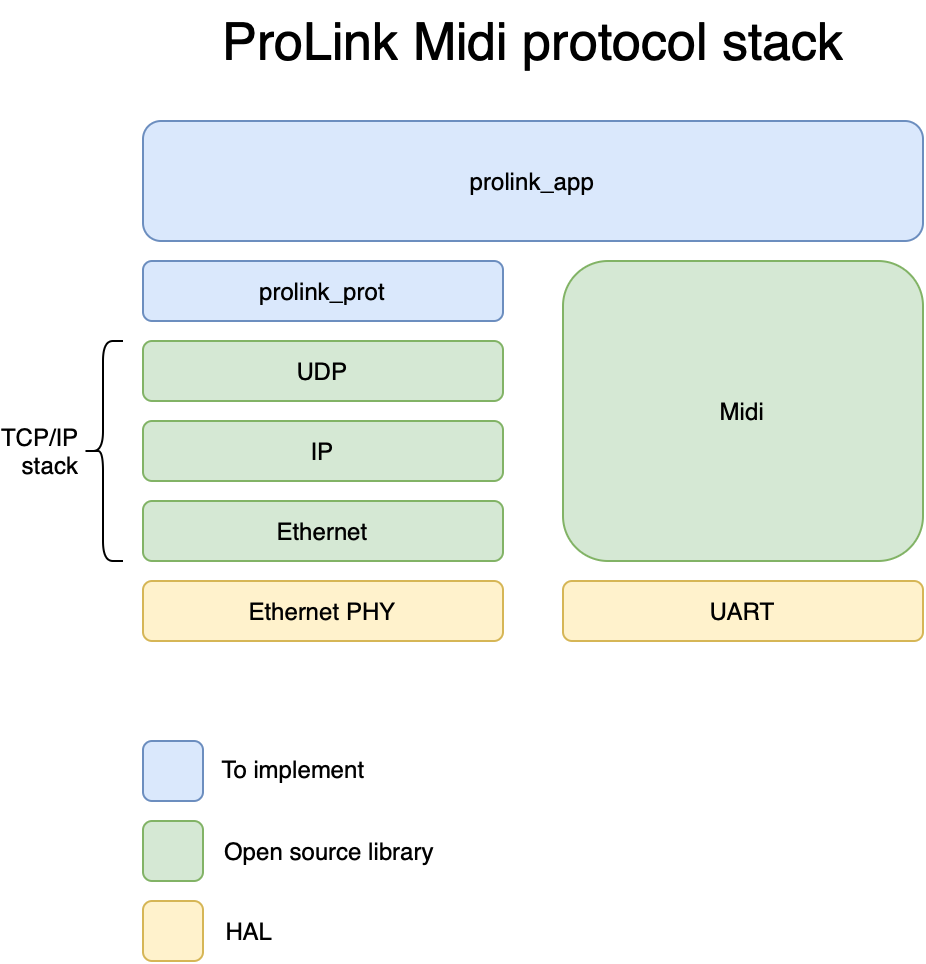 ProLink Midi protocol stack
prolink_app
prolink_prot
UDP
IP
Ethernet
TCP/IP
stack
Ethernet PHY
Midi
UART
To implement
Open source library
HAL